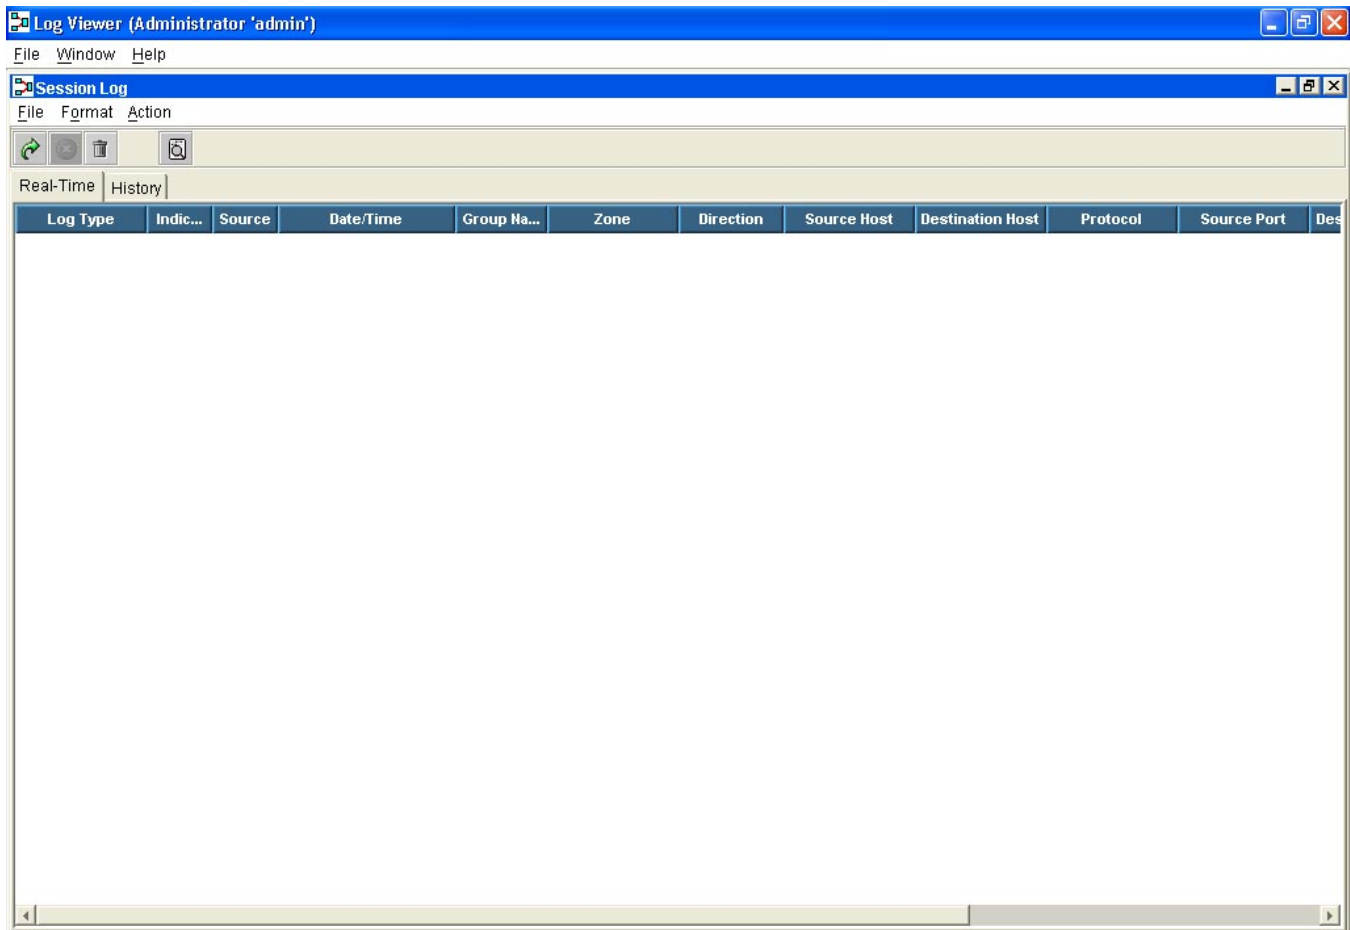 Log Viewer (Administrator 'admin')
File Window Help
Session Log
File Format Action
Real-Time History
Log Type Indic... Source Date/Time Group Na... Zone Direction Source Host Destination Host Protocol Source Port Des